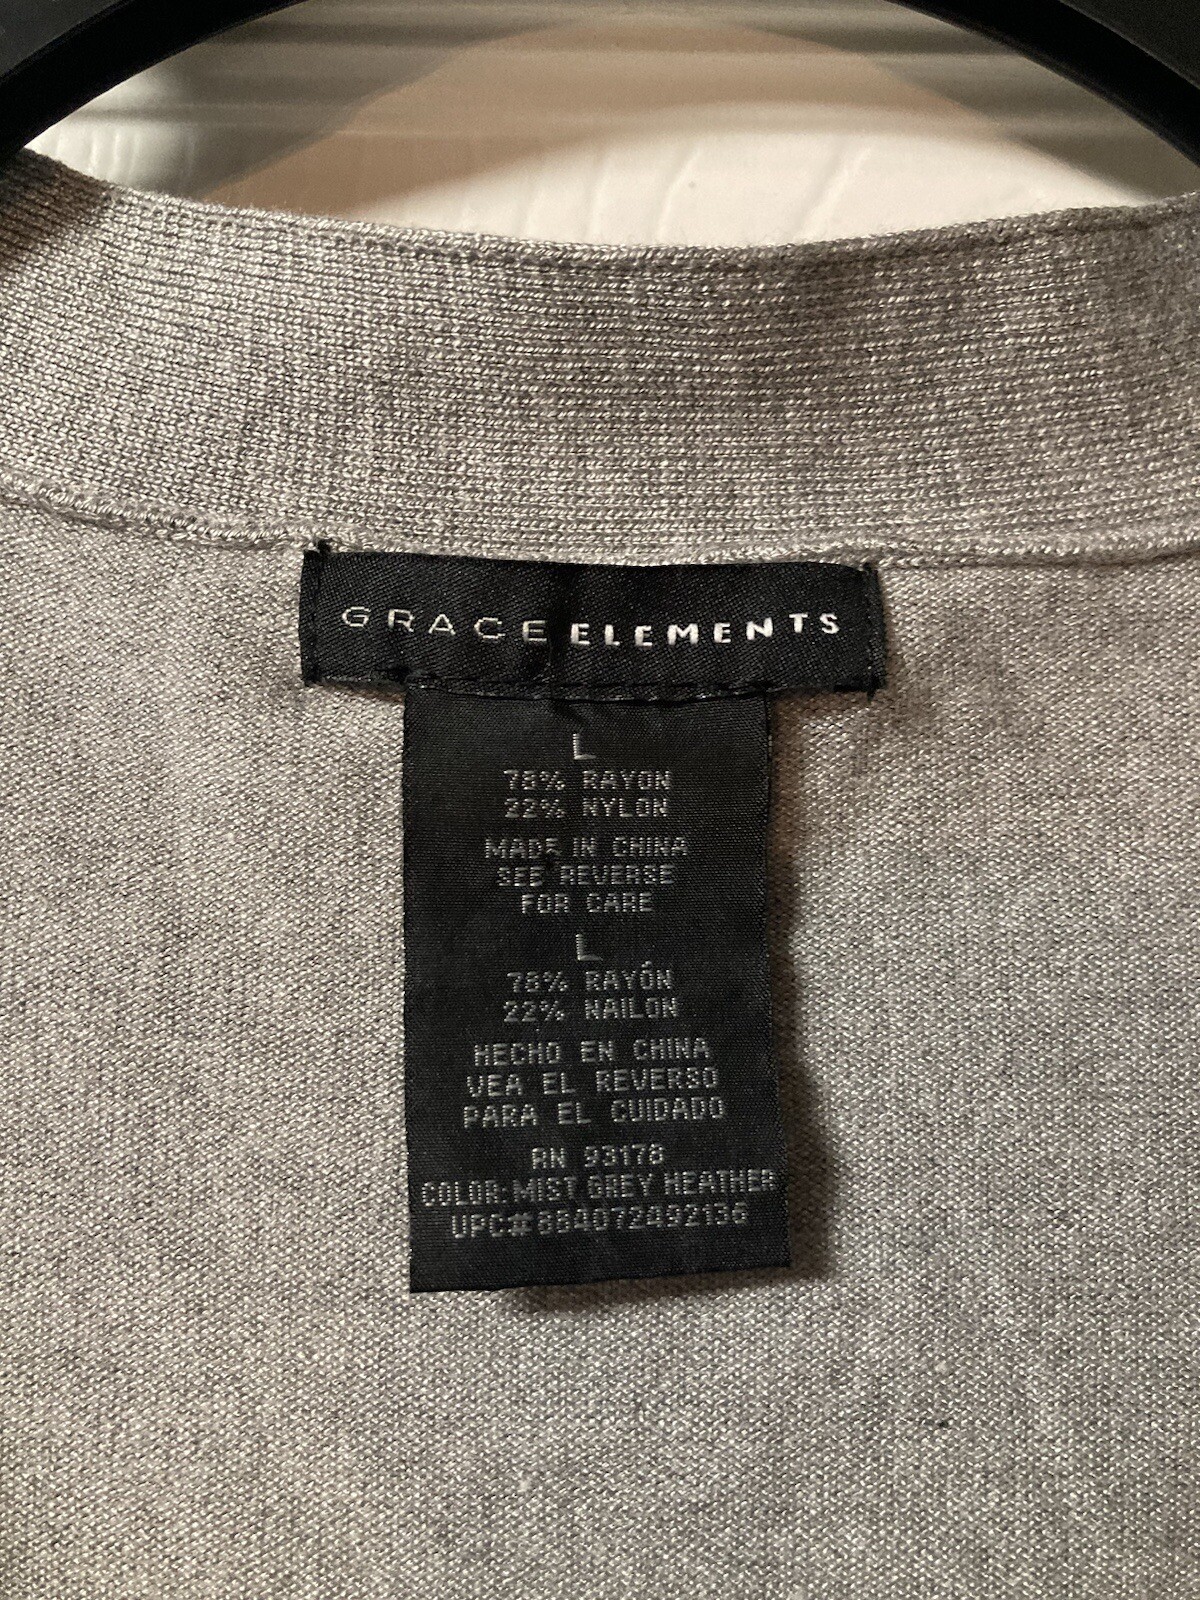 GRACE ELEMENTS
L
78% RAYON
22% NYLON
MADE IN CHINA
SEE REVERSE
FOR CARE
L
78% RAYÓN
22% NAILON
HECHO EN CHINA
VEA EL REVERSO
PARA EL CUIDADO
RN 93178
COLOR:MIST GREY HEATHER
UPC#884072492136